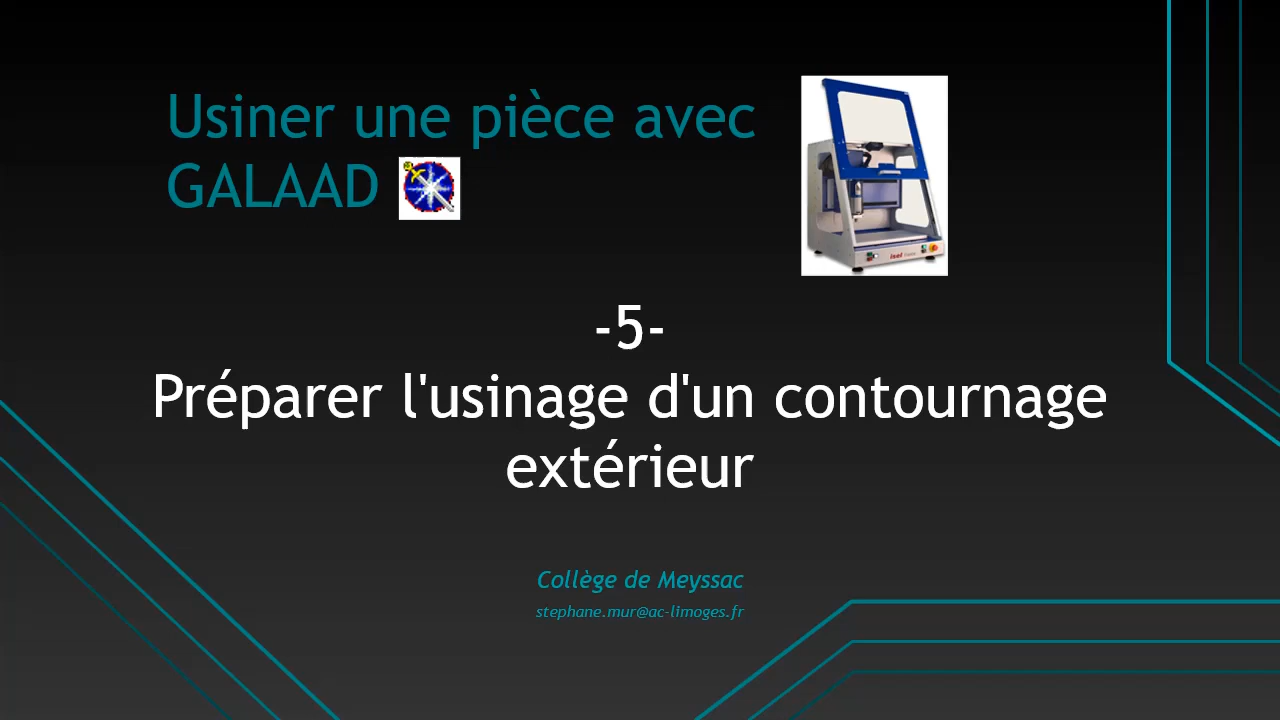 Usiner une pièce avec
GALAAD
-5-
Préparer l'usinage d'un contournage
extérieur
Collège de Meyssac
stephane.mur@ac-limoges.fr
isel